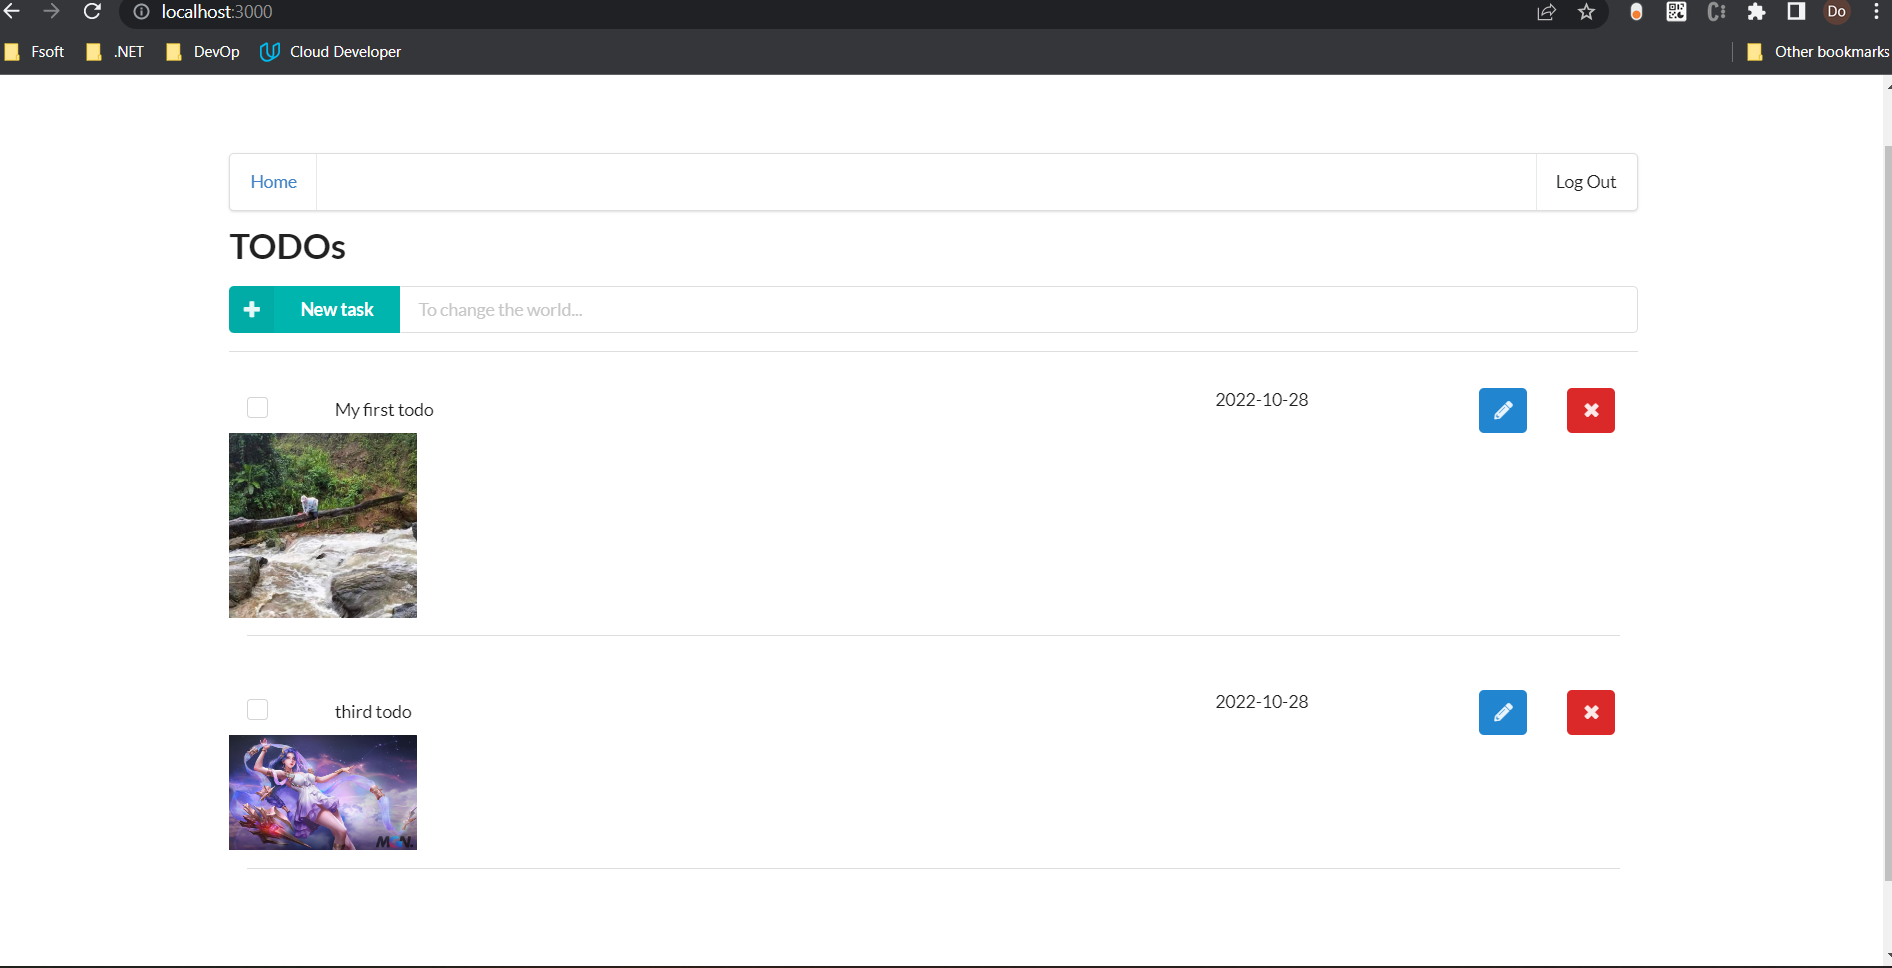 localhost:3000
Do
Fsoft
.NET
DevOp
Cloud Developer
Other bookmarks
Home
Log Out
TODOs
New task
To change the world...
My first todo
2022-10-28
third todo
2022-10-28